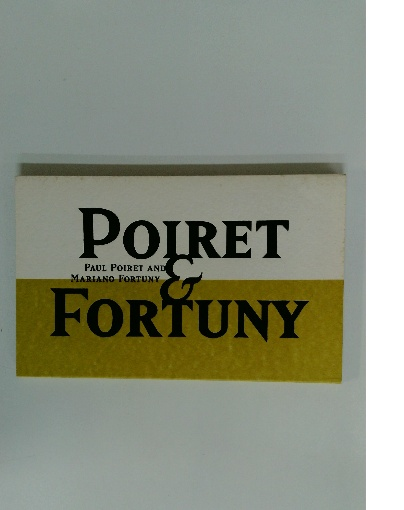 POIRET
PAUL POIRET AND
MARIANO FORTUNY
&
FORTUNY